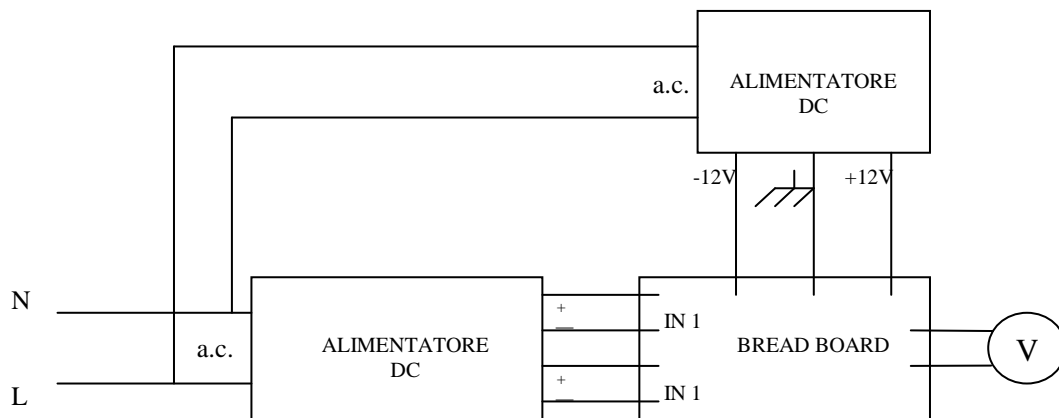 a.c.
ALIMENTATORE
DC
-12V
+12V
N
L
a.c.
ALIMENTATORE
DC
+
—
IN 1
+
—
IN 1
BREAD BOARD
V